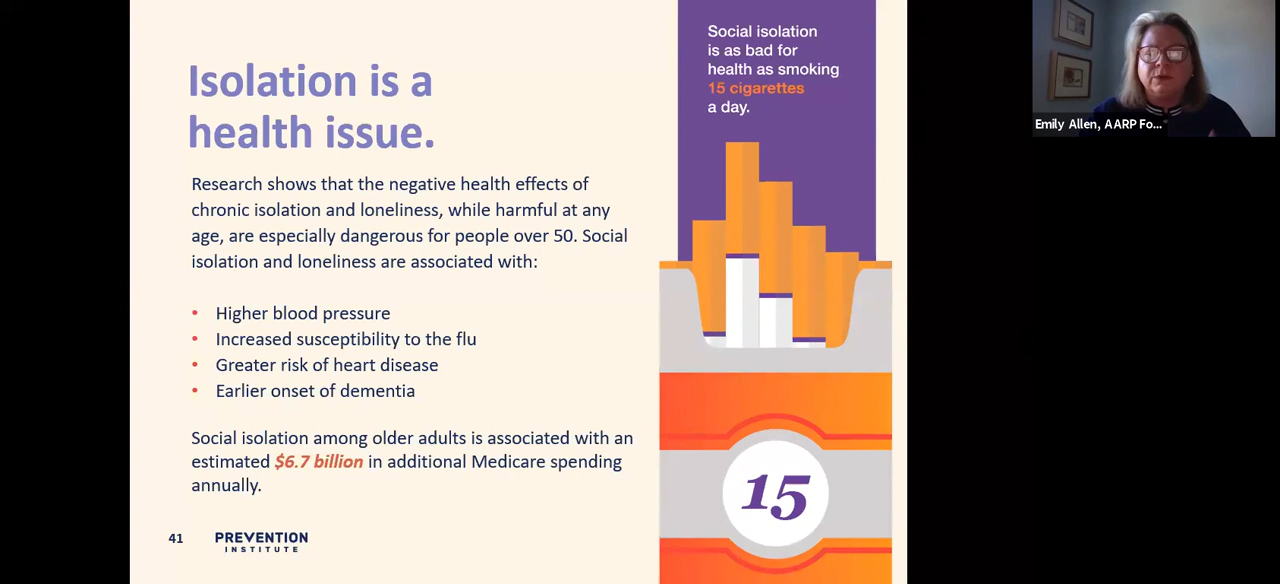 Isolation is a
health issue.
Research shows that the negative health effects of
chronic isolation and loneliness, while harmful at any
age, are especially dangerous for people over 50. Social
isolation and loneliness are associated with:
• Higher blood pressure
• Increased susceptibility to the flu
• Greater risk of heart disease
• Earlier onset of dementia
Social isolation among older adults is associated with an
estimated $6.7 billion in additional Medicare spending
annually.
41
PREVENTION
INSTITUTE
Social isolation
is as bad for
health as smoking
15 cigarettes
a day.
15
Emily Allen, AARP Fo...